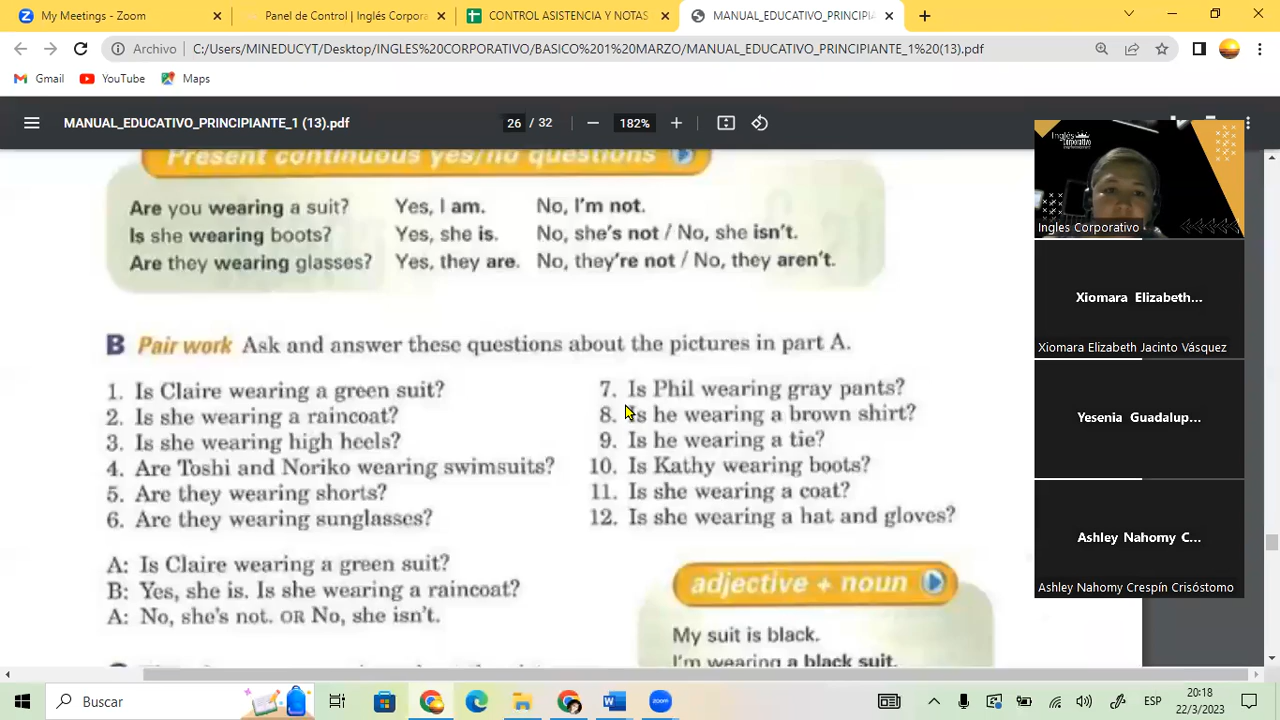 My Meetings - Zoom
Panel de Control | Inglés Corpora
CONTROL ASISTENCIA Y NOTAS
MANUAL_EDUCATIVO_PRINCIPIA
Archivo
C:/Users/MINEDUCYT/Desktop/INGLES%20CORPORATIVO/BASICO%201%20MARZO/MANUAL_EDUCATIVO_PRINCIPIANTE_1%20(13).pdf
Gmail
YouTube
Maps
MANUAL_EDUCATIVO_PRINCIPIANTE_1 (13).pdf
26 / 32
182%
Present continuous yes/no questions
Are you wearing a suit? Yes, I am. No, I'm not.
Is she wearing boots? Yes, she is. No, she's not / No, she isn't.
Are they wearing glasses? Yes, they are. No, they're not / No, they aren't.
B Pair work Ask and answer these questions about the pictures in part A.
1. Is Claire wearing a green suit?
2. Is she wearing a raincoat?
3. Is she wearing high heels?
4. Are Toshi and Noriko wearing swimsuits?
5. Are they wearing shorts?
6. Are they wearing sunglasses?
7. Is Phil wearing gray pants?
8. Is he wearing a brown shirt?
9. Is he wearing a tie?
10. Is Kathy wearing boots?
11. Is she wearing a coat?
12. Is she wearing a hat and gloves?
A: Is Claire wearing a green suit?
B: Yes, she is. Is she wearing a raincoat?
A: No, she's not. OR No, she isn't.
adjective + noun
My suit is black.
I'm wearing a black suit.
Inglés
Corporativo
Ingles Corporativo
Xiomara Elizabeth...
Xiomara Elizabeth Jacinto Vásquez
Yesenia Guadalup...
Ashley Nahomy C...
Ashley Nahomy Crespín Crisóstomo
Buscar
ESP
20:18
22/3/2023